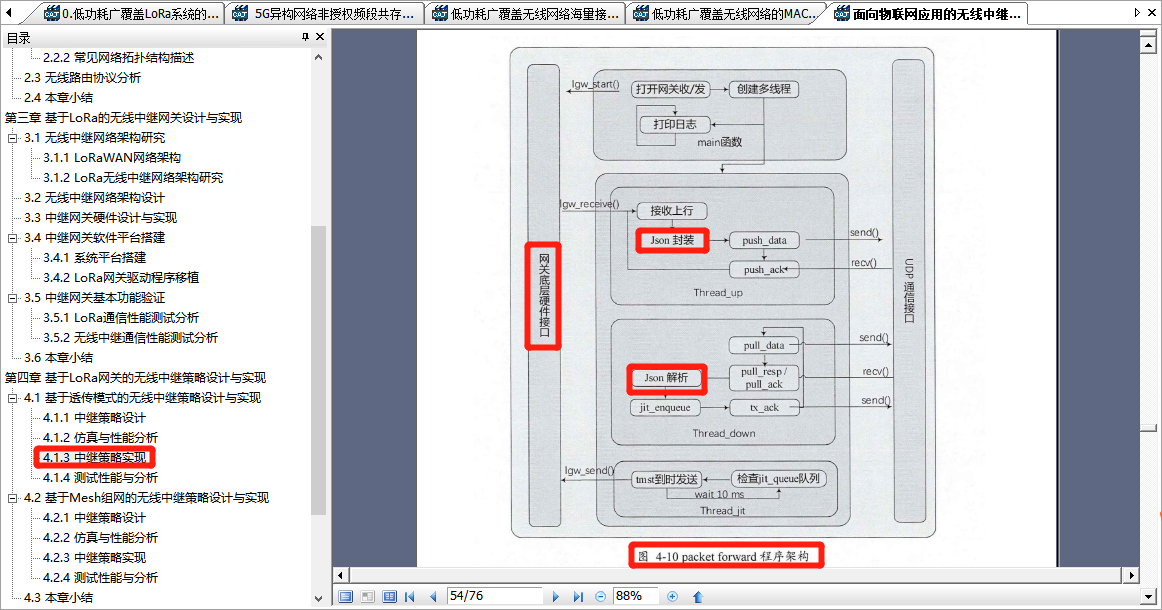 0.低功耗广覆盖LoRa系统的...
5G异构网络非授权频段共存...
低功耗广覆盖无线网络海量接...
低功耗广覆盖无线网络的MAC...
面向物联网应用的无线中继...
目录
2.2.2 常见网络拓扑结构描述
2.3 无线路由协议分析
2.4 本章小结
第三章 基于LoRa的无线中继网关设计与实现
3.1 无线中继网络架构研究
3.1.1 LoRaWAN网络架构
3.1.2 LoRa无线中继网络架构研究
3.2 无线中继网络架构设计
3.3 中继网关硬件设计与实现
3.4 中继网关软件平台搭建
3.4.1 系统平台搭建
3.4.2 LoRa网关驱动程序移植
3.5 中继网关基本功能验证
3.5.1 LoRa通信性能测试分析
3.5.2 无线中继通信性能测试分析
3.6 本章小结
第四章 基于LoRa网关的无线中继策略设计与实现
4.1 基于透传模式的无线中继策略设计与实现
4.1.1 中继策略设计
4.1.2 仿真与性能分析
4.1.3 中继策略实现
4.1.4 测试性能与分析
4.2 基于Mesh组网的无线中继策略设计与实现
4.2.1 中继策略设计
4.2.2 仿真与性能分析
4.2.3 中继策略实现
4.2.4 测试性能与分析
4.3 本章小结
lgw_start()
打开网关收/发
创建多线程
打印日志
main函数
lgw_receive()
接收上行
Json 封装
push_data
send()
push_ack
recv()
Thread_up
网关底层硬件接口
UDP 通信接口
pull_data
send()
Json 解析
pull_resp /
pull_ack
recv()
jit_enqueue
tx_ack
send()
Thread_down
lgw_send()
tmst到时发送
检查jit_queue队列
wait 10 ms
Thread_jit
图 4-10 packet forward 程序架构
54/76
88%